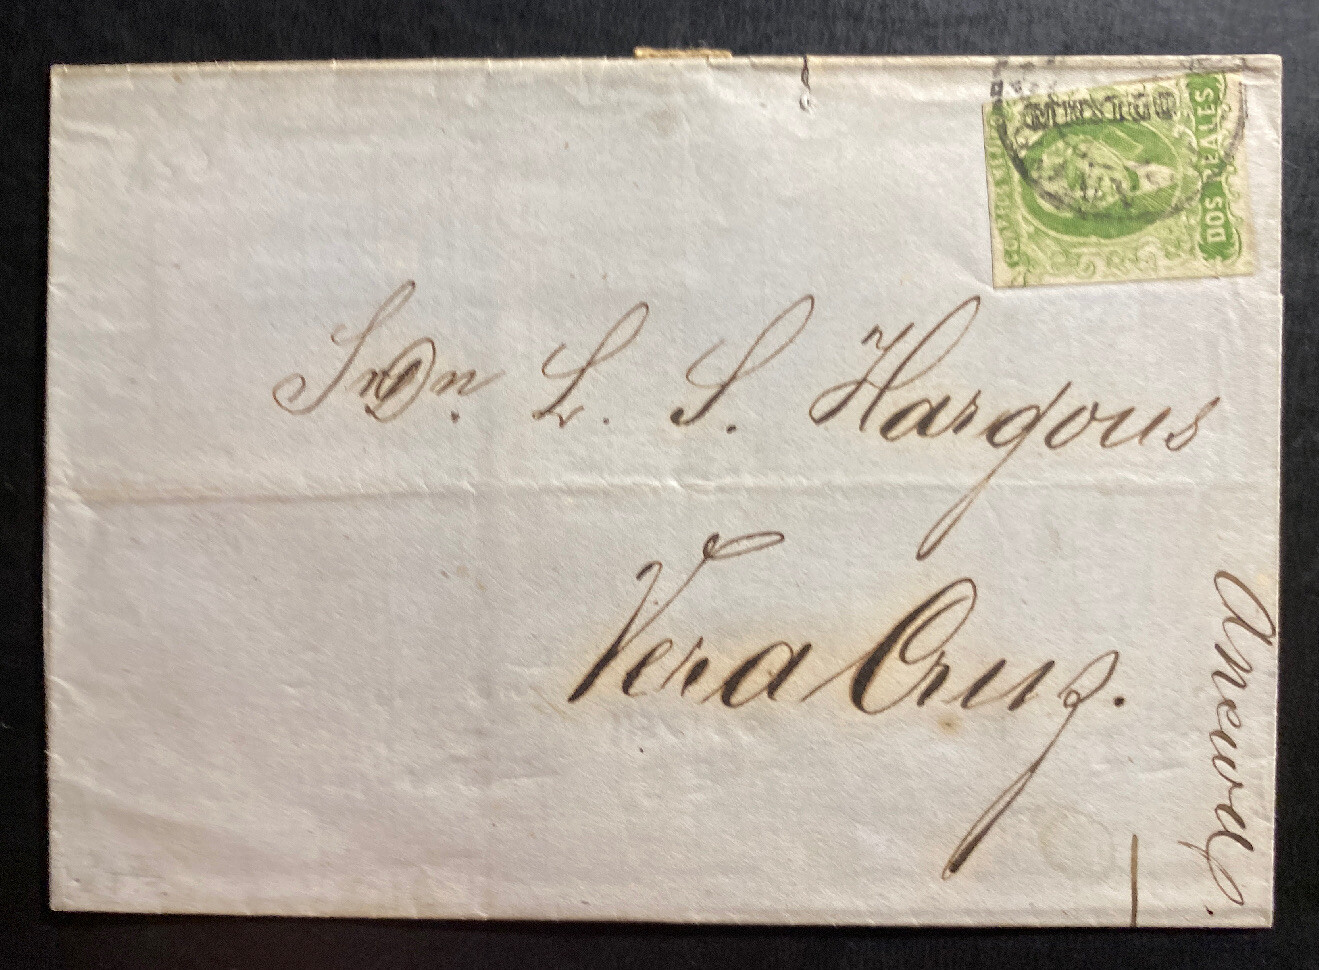 MEXICO
DOS REALES
Sr Dn. L. S. Hargous
Vera Cruz.